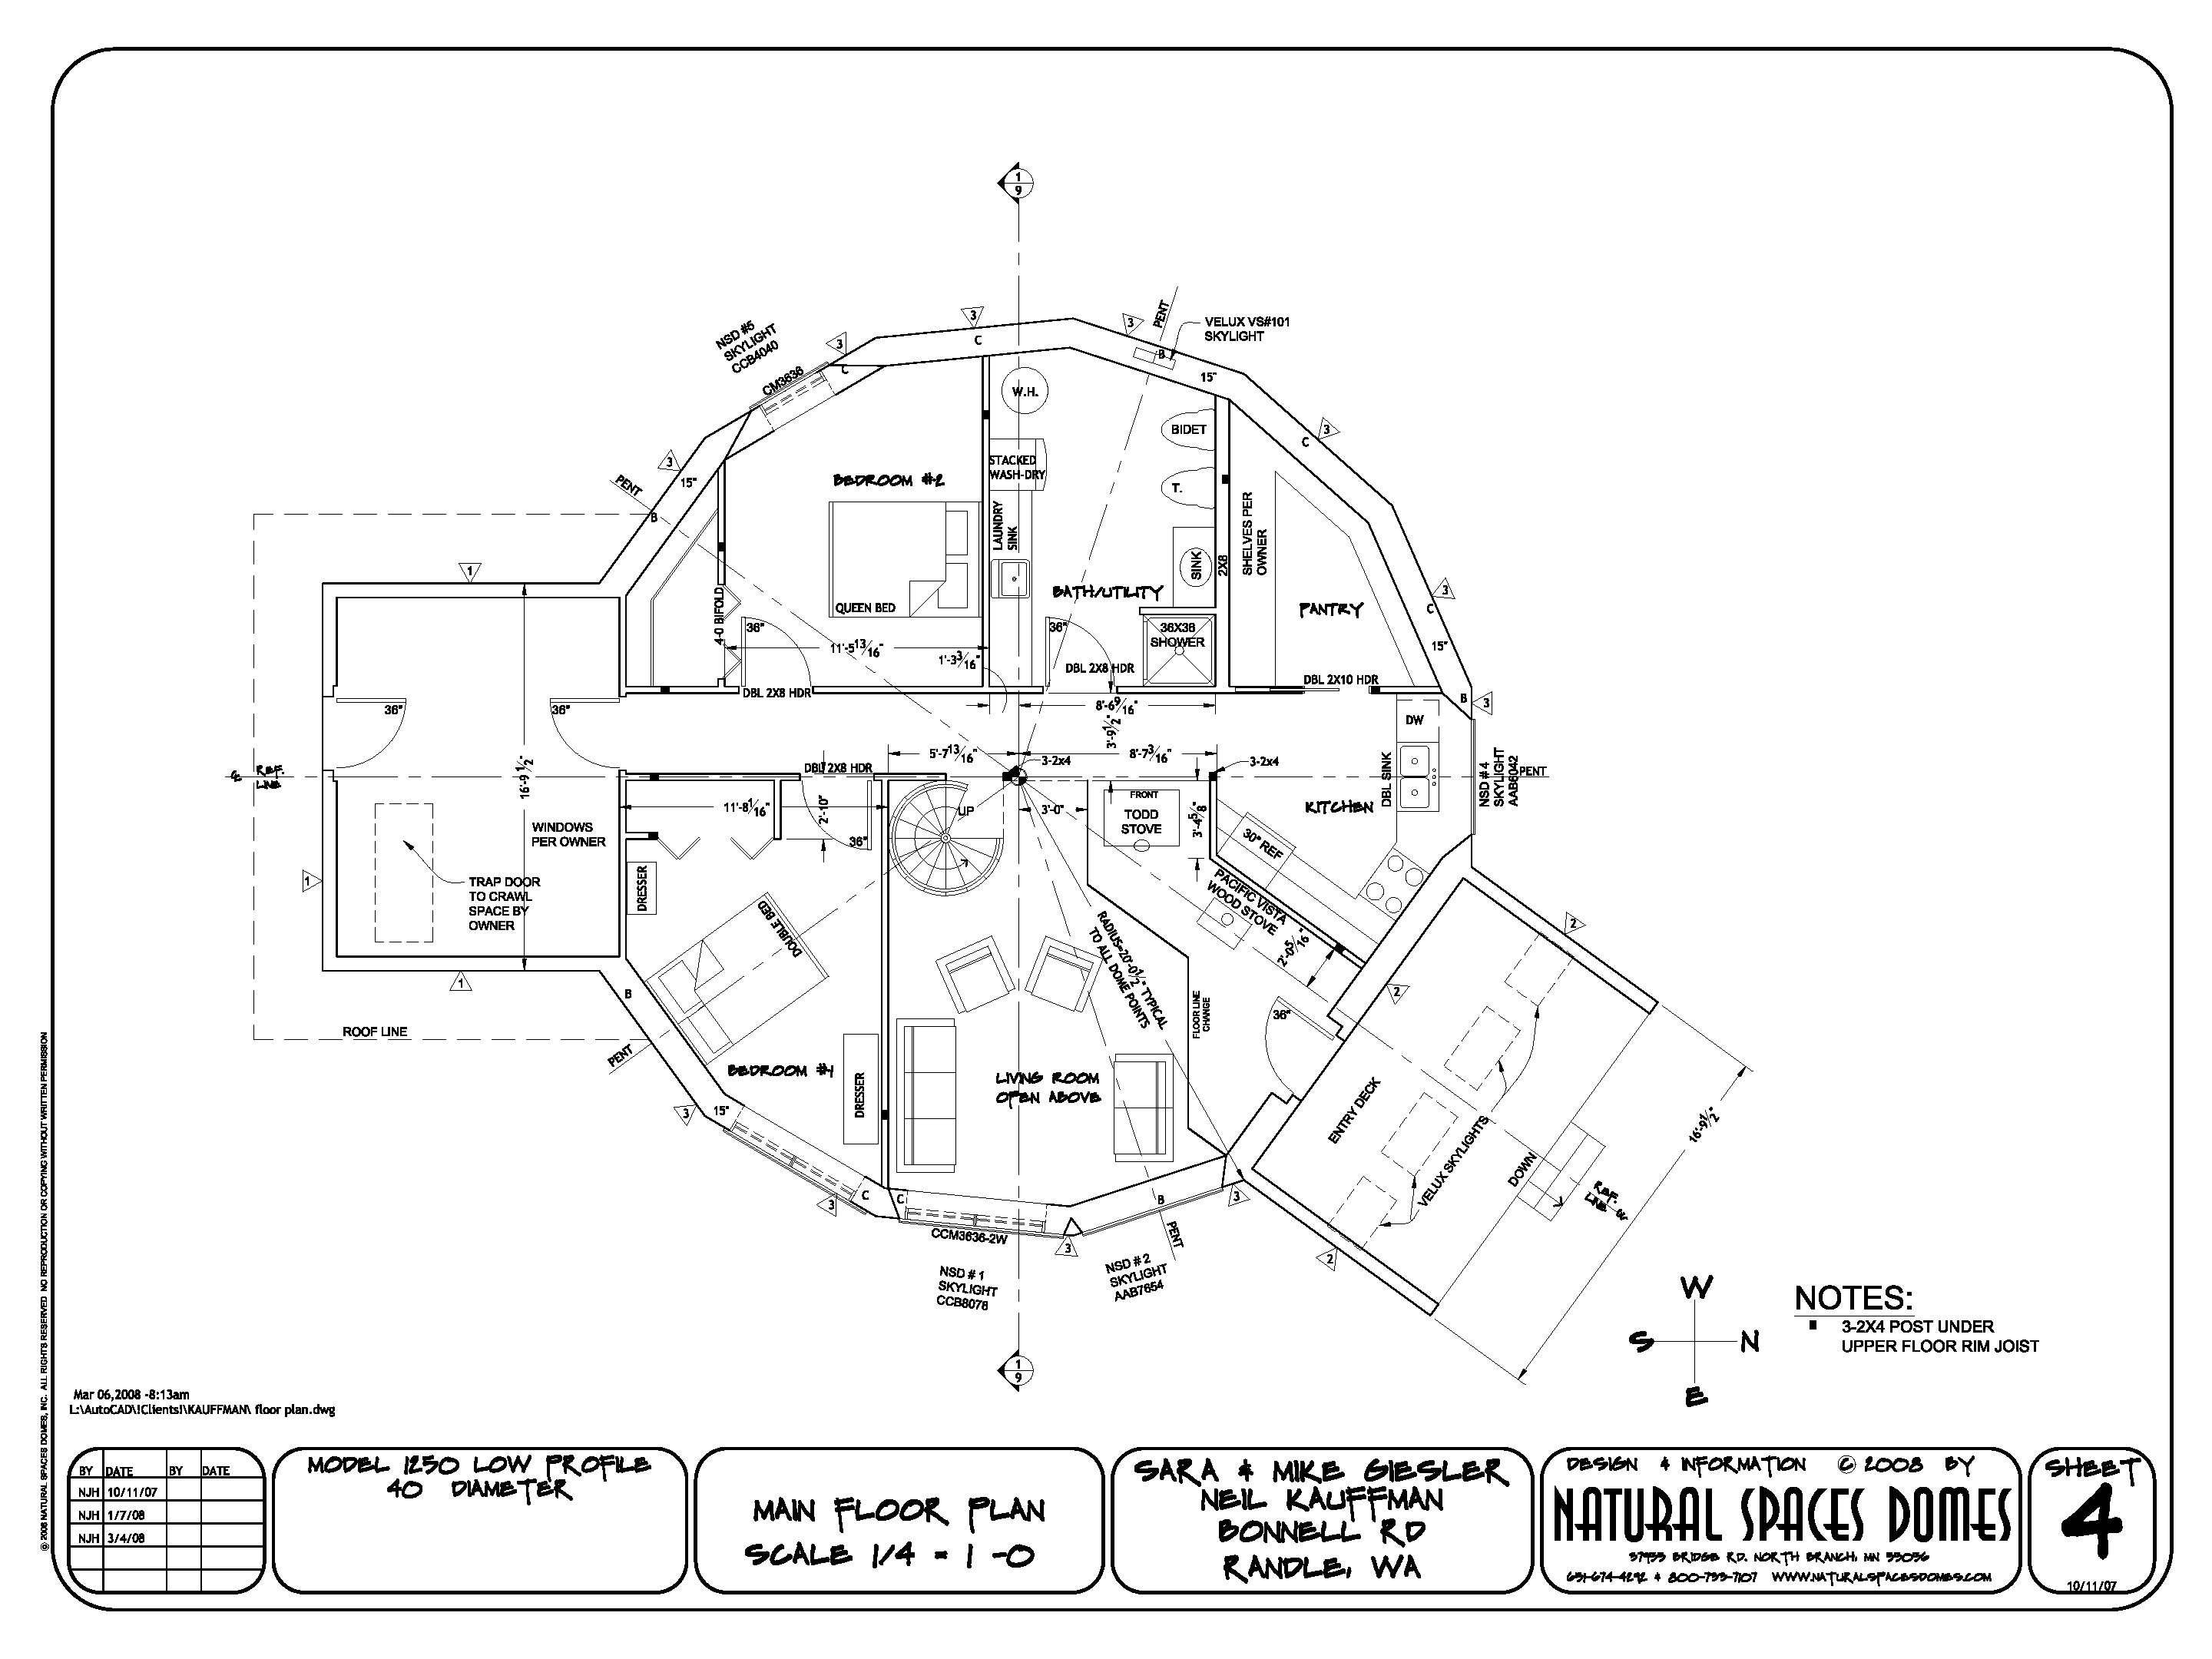 1
9
NSD #5
SKYLIGHT
CCB4040
CM3636
3
3
3
C
C
PENT
B
VELUX VS#101
SKYLIGHT
15"
3
C
3
15"
PENT
B
W.H.
STACKED
WASH-DRY
LAUNDRY
SINK
BIDET
T.
SINK
2X8
SHELVES PER
OWNER
BEDROOM #2
QUEEN BED
BATH/UTILITY
PANTRY
3
C
15"
1
4-0 BIFOLD
36"
11'-5 13/16"
1'-3 3/16"
36"
36X36
SHOWER
DBL 2X8 HDR
DBL 2X8 HDR
DBL 2X10 HDR
B
3
36"
36"
8'-6 9/16"
3'-9 1/2"
DW
REF.
LINE
16'-9 1/2"
DBL 2X8 HDR
5'-7 13/16"
3-2x4
8'-7 3/16"
3-2x4
DBL SINK
NSD # 4
SKYLIGHT
AAB6042
PENT
11'-8 1/16"
2'-10"
36"
UP
3'-0"
FRONT
TODD
STOVE
3'-4 5/8
KITCHEN
30" REF
WINDOWS
PER OWNER
TRAP DOOR
TO CRAWL
SPACE BY
OWNER
1
1
DRESSER
DOUBLE BED
PACIFIC VISTA
WOOD STOVE
2'-0 5/16"
RADIUS=20'-0 1/2" TYPICAL
TO ALL DOME POINTS
FLOOR LINE
CHANGE
36"
2
2
B
ROOF LINE
PENT
BEDROOM #1
DRESSER
LIVING ROOM
OPEN ABOVE
ENTRY DECK
VELUX SKYLIGHTS
DOWN
REF.
LINE
16'-9 1/2"
3
15"
3
C
C
B
3
3
2
CCM3636-2W
PENT
NSD # 1
SKYLIGHT
CCB8078
NSD # 2
SKYLIGHT
AAB7654
1
9
W
S
N
E
NOTES:
3-2X4 POST UNDER
UPPER FLOOR RIM JOIST
© 2008 NATURAL SPACES DOMES, INC. ALL RIGHTS RESERVED NO REPRODUCTION OR COPYING WITHOUT WRITTEN PERMISSION
Mar 06,2008 -8:13am
L:\AutoCAD\!Clients!\KAUFFMAN\ floor plan.dwg
BY DATE BY DATE
NJH 10/11/07
NJH 1/7/08
NJH 3/4/08
MODEL 1250 LOW PROFILE
40 DIAMETER
MAIN FLOOR PLAN
SCALE 1/4 = 1 -0
SARA & MIKE GIESLER
NEIL KAUFFMAN
BONNELL RD
RANDLE, WA
DESIGN & INFORMATION © 2008 BY
NATURAL SPACES DOMES
37955 BRIDGE RD. NORTH BRANCH, MN 55056
651-674-4292 & 800-733-7107 WWW.NATURALSPACESDOMES.COM
SHEET
4
10/11/07